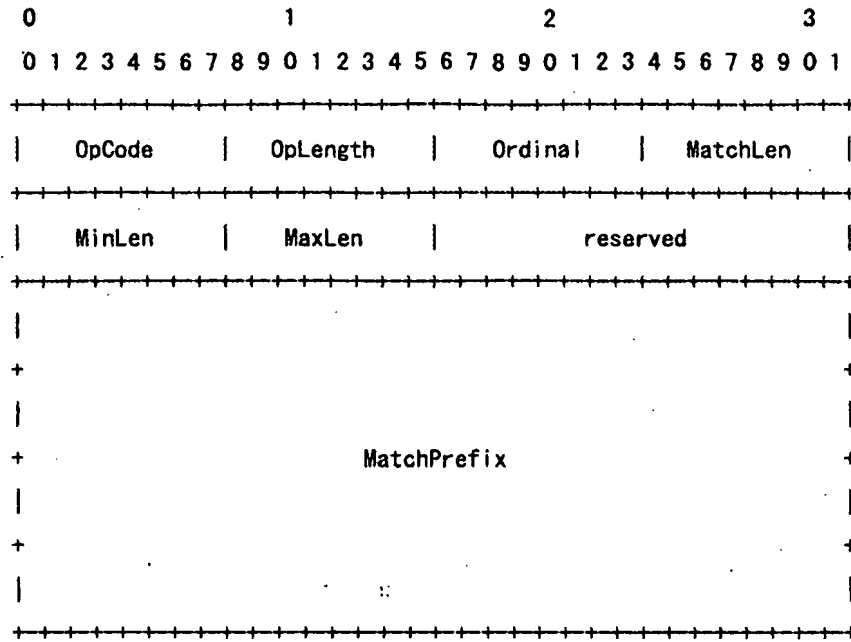 0 1 2 3
0 1 2 3 4 5 6 7 8 9 0 1 2 3 4 5 6 7 8 9 0 1 2 3 4 5 6 7 8 9 0 1
+-+-+-+-+-+-+-+-+-+-+-+-+-+-+-+-+-+-+-+-+-+-+-+-+-+-+-+-+-+-+-+-+
| OpCode | OpLength | Ordinal | MatchLen |
+-+-+-+-+-+-+-+-+-+-+-+-+-+-+-+-+-+-+-+-+-+-+-+-+-+-+-+-+-+-+-+-+
| MinLen | MaxLen | reserved |
+-+-+-+-+-+-+-+-+-+-+-+-+-+-+-+-+-+-+-+-+-+-+-+-+-+-+-+-+-+-+-+-+
| |
+ +
| |
+ MatchPrefix +
| |
+ +
| |
+-+-+-+-+-+-+-+-+-+-+-+-+-+-+-+-+-+-+-+-+-+-+-+-+-+-+-+-+-+-+-+-+